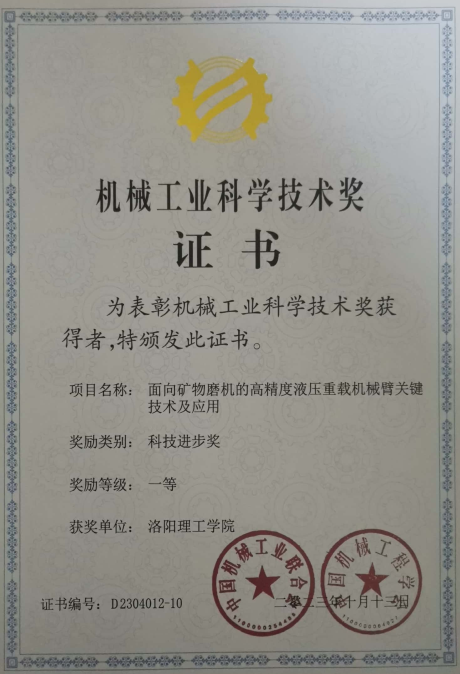 机械工业科学技术奖
证书
为表彰机械工业科学技术奖获
得者,特颁发此证书。
项目名称： 面向矿物磨机的高精度液压重载机械臂关键
技术及应用
奖励类别： 科技进步奖
奖励等级： 一等
获奖单位： 洛阳理工学院
中国机械工业联合会
中国机械工程学会
证书编号： D2304012-10
二零二三年十月十三日